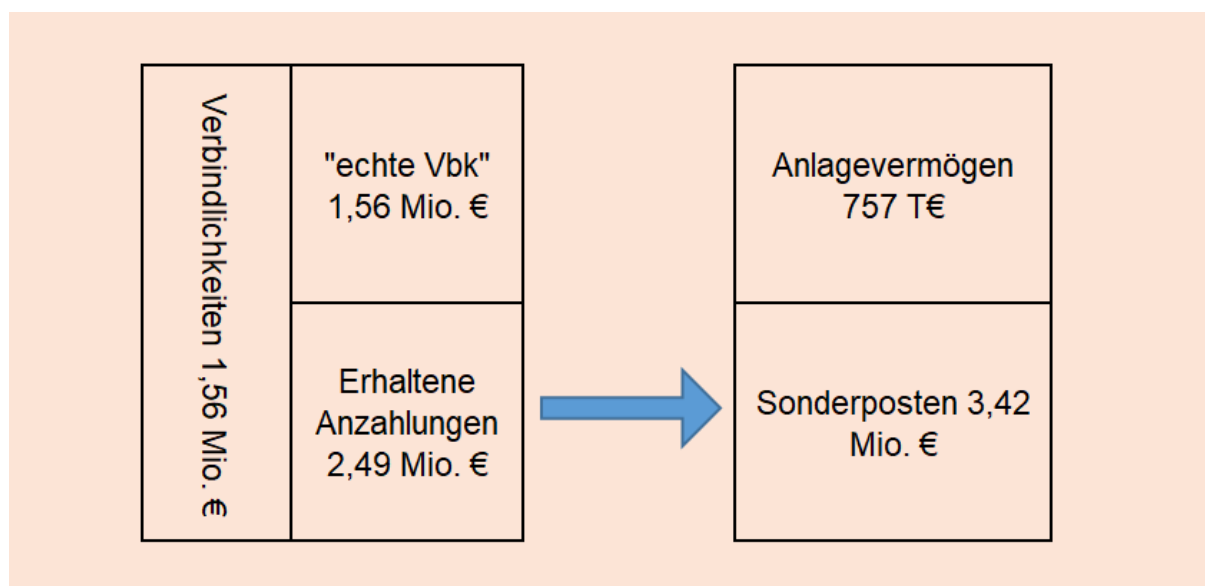 Verbindlichkeiten 1,56 Mio. €
"echte Vbk"
1,56 Mio. €
Erhaltene
Anzahlungen
2,49 Mio. €
Anlagevermögen
757 T€
Sonderposten 3,42
Mio. €